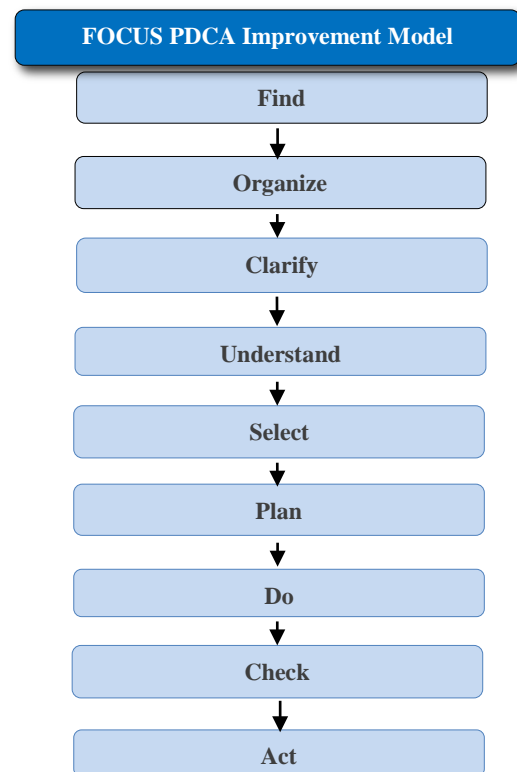 FOCUS PDCA Improvement Model
Find
Organize
Clarify
Understand
Select
Plan
Do
Check
Act